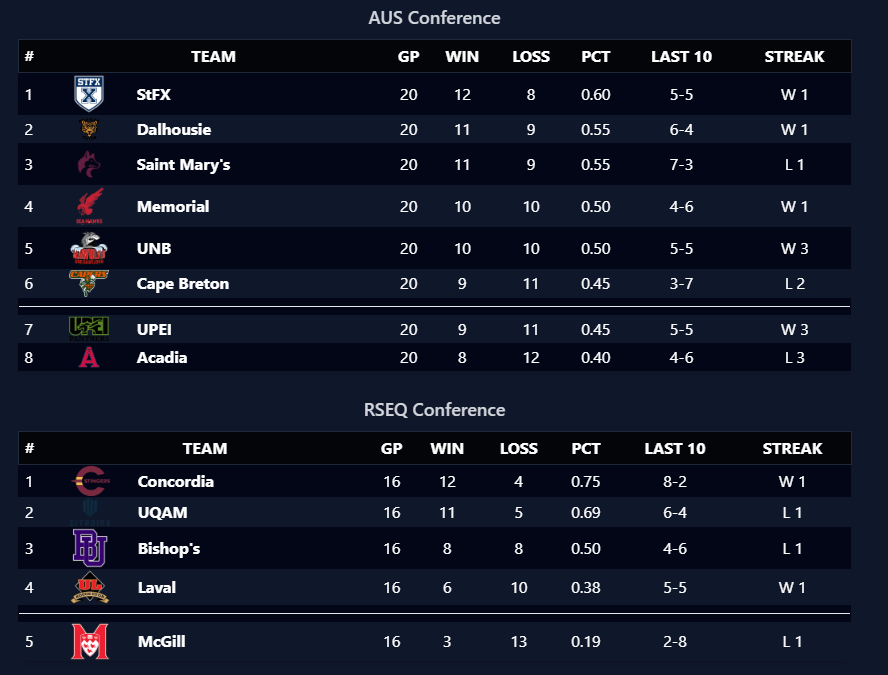 AUS Conference
# TEAM GP WIN LOSS PCT LAST 10 STREAK
1 STFX X StFX 20 12 8 0.60 5-5 W 1
2 Dalhousie 20 11 9 0.55 6-4 W 1
3 Saint Mary's 20 11 9 0.55 7-3 L 1
4 Memorial 20 10 10 0.50 4-6 W 1
5 UNB 20 10 10 0.50 5-5 W 3
6 CAPERS Cape Breton 20 9 11 0.45 3-7 L 2
7 UPEI UPEI 20 9 11 0.45 5-5 W 3
8 A Acadia 20 8 12 0.40 4-6 L 3
RSEQ Conference
# TEAM GP WIN LOSS PCT LAST 10 STREAK
1 C STINGERS Concordia 16 12 4 0.75 8-2 W 1
2 UQAM 16 11 5 0.69 6-4 L 1
3 BU Bishop's 16 8 8 0.50 4-6 L 1
4 UL Laval 16 6 10 0.38 5-5 W 1
5 M McGill 16 3 13 0.19 2-8 L 1